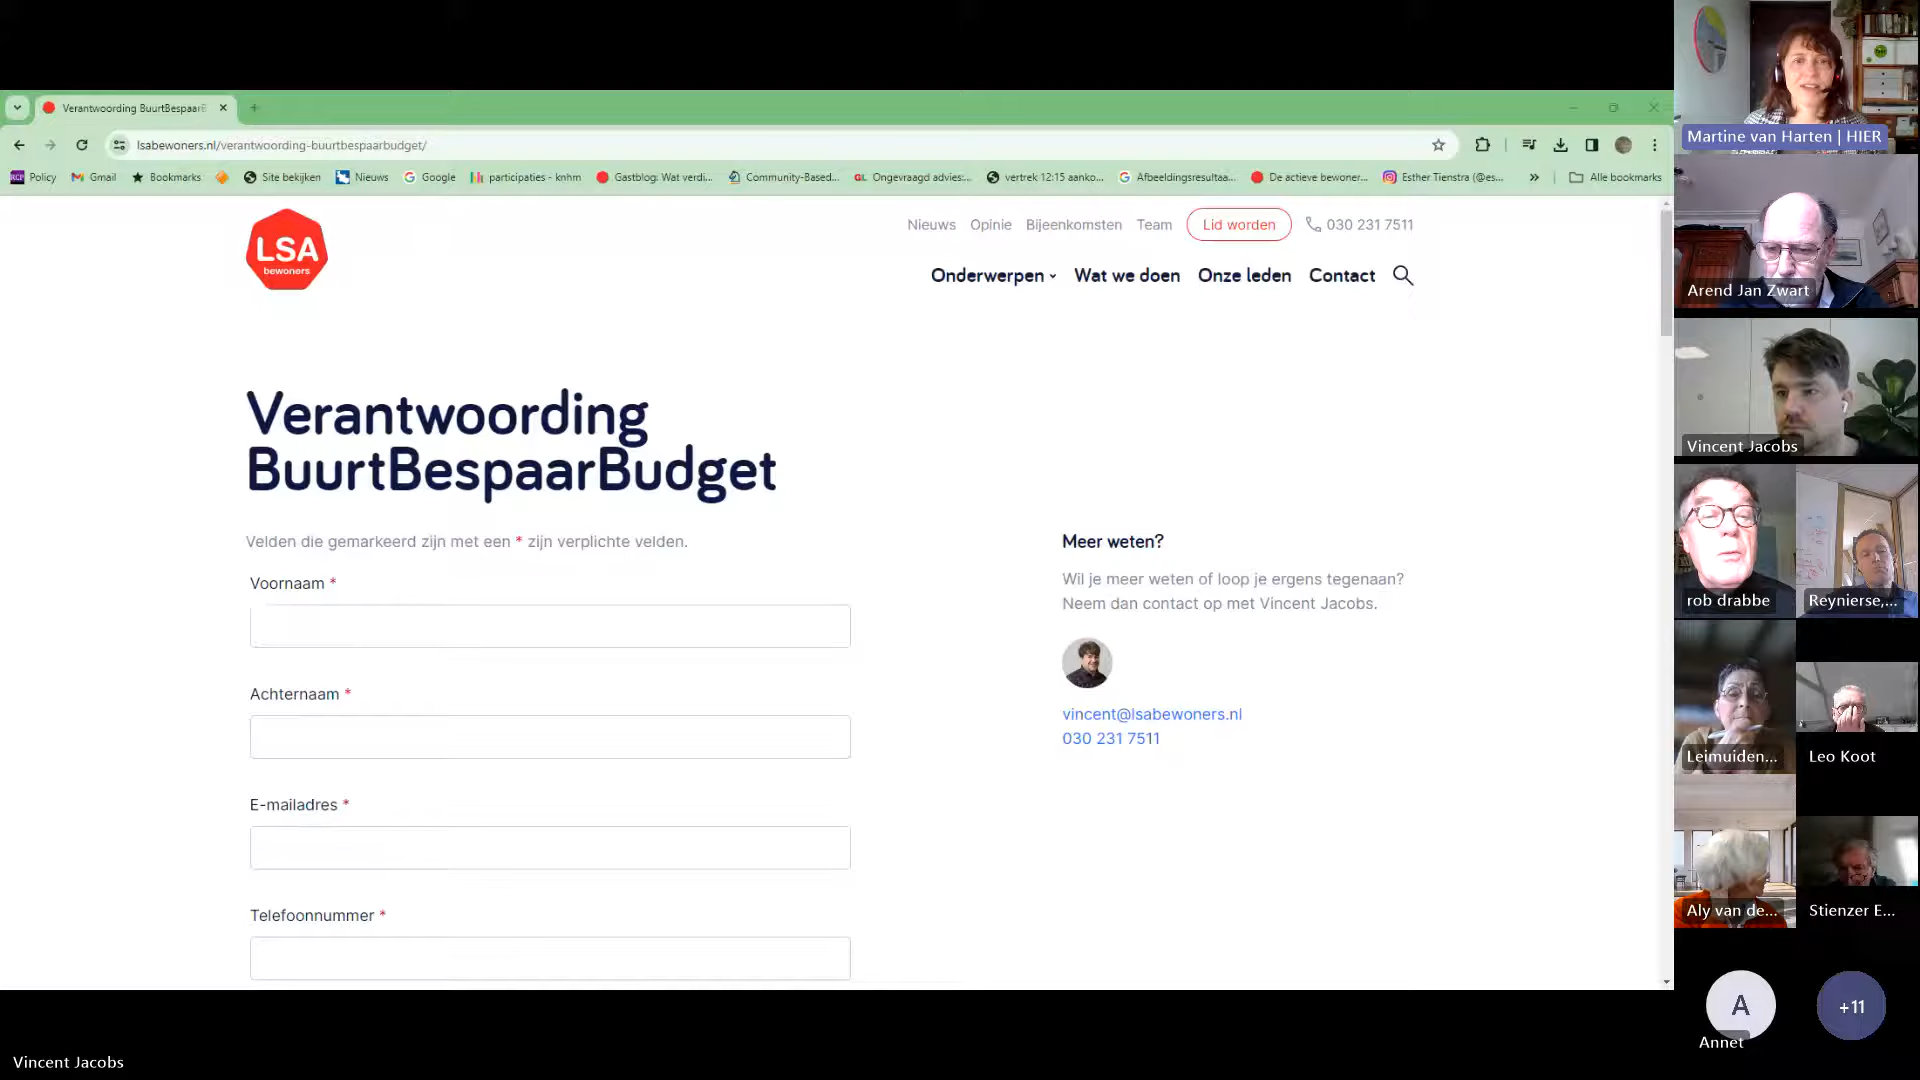 Verantwoording BuurtBespaarB
lsabewoners.nl/verantwoording-buurtbespaarbudget/
Policy
Gmail
Bookmarks
Site bekijken
Nieuws
Google
participaties - knhm
Gastblog: Wat verdi...
Community-Based...
Ongevraagd advies:...
vertrek 12:15 aanko...
Afbeeldingsresultaa...
De actieve bewoner...
Esther Tienstra (@es...
All bookmarks
LSA
bewoners
Nieuws Opinie Bijeenkomsten Team Lid worden 030 231 7511
Onderwerpen Wat we doen Onze leden Contact
Verantwoording
BuurtBespaarBudget
Velden die gemarkeerd zijn met een * zijn verplichte velden.
Voornaam *
Achternaam *
E-mailadres *
Telefoonnummer *
Meer weten?
Wil je meer weten of loop je ergens tegenaan?
Neem dan contact op met Vincent Jacobs.
vincent@lsabewoners.nl
030 231 7511
Martine van Harten | HIER
Arend Jan Zwart
Vincent Jacobs
rob drabbe
Reynierse,...
Leimuiden...
Leo Koot
Aly van de...
Stienzer E...
A
Annet
+11
Vincent Jacobs